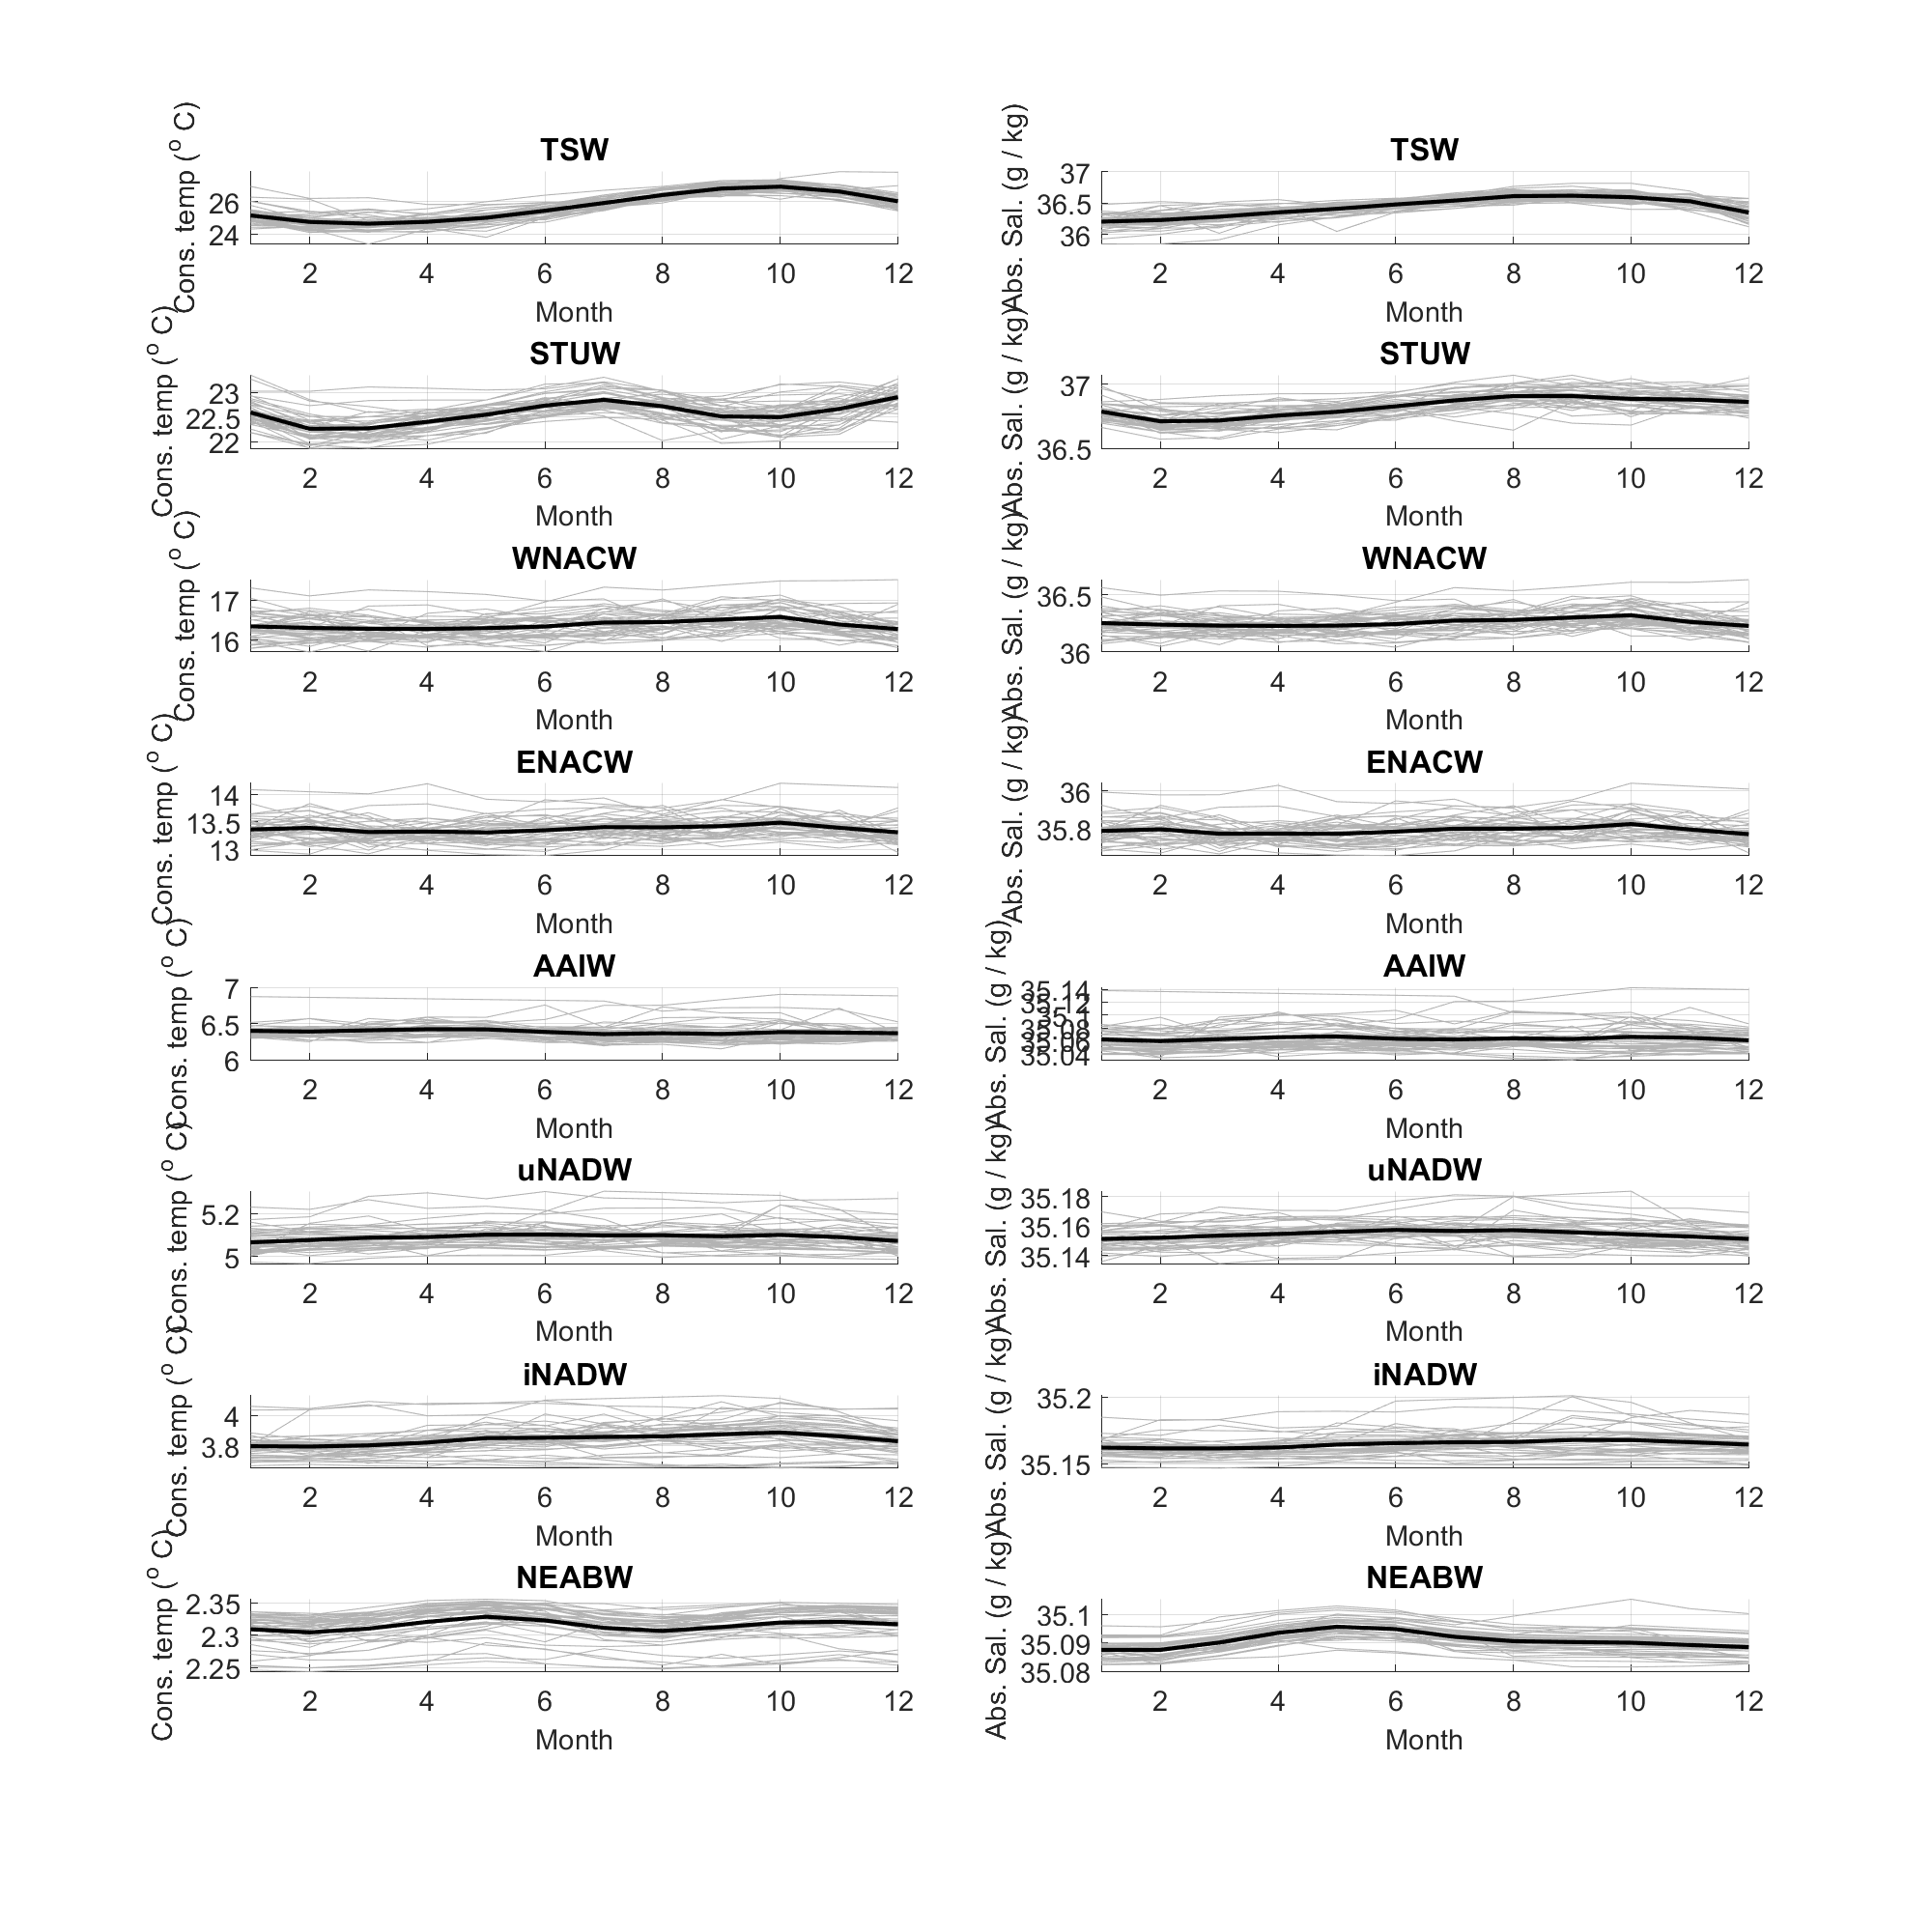 TSW
Cons. temp (° C)
26
24
2 4 6 8 10 12
Month
TSW
Abs. Sal. (g / kg)
37
36.5
36
2 4 6 8 10 12
Month
STUW
Cons. temp (° C)
23
22.5
22
2 4 6 8 10 12
Month
STUW
Abs. Sal. (g / kg)
37
36.5
2 4 6 8 10 12
Month
WNACW
Cons. temp (° C)
17
16
2 4 6 8 10 12
Month
WNACW
Abs. Sal. (g / kg)
36.5
36
2 4 6 8 10 12
Month
ENACW
Cons. temp (° C)
14
13.5
13
2 4 6 8 10 12
Month
ENACW
Abs. Sal. (g / kg)
36
35.8
2 4 6 8 10 12
Month
AAIW
Cons. temp (° C)
7
6.5
6
2 4 6 8 10 12
Month
AAIW
Abs. Sal. (g / kg)
35.14
35.12
35.1
35.08
35.06
35.04
2 4 6 8 10 12
Month
uNADW
Cons. temp (° C)
5.2
5
2 4 6 8 10 12
Month
uNADW
Abs. Sal. (g / kg)
35.18
35.16
35.14
2 4 6 8 10 12
Month
iNADW
Cons. temp (° C)
4
3.8
2 4 6 8 10 12
Month
iNADW
Abs. Sal. (g / kg)
35.2
35.15
2 4 6 8 10 12
Month
NEABW
Cons. temp (° C)
2.35
2.3
2.25
2 4 6 8 10 12
Month
NEABW
Abs. Sal. (g / kg)
35.1
35.09
35.08
2 4 6 8 10 12
Month